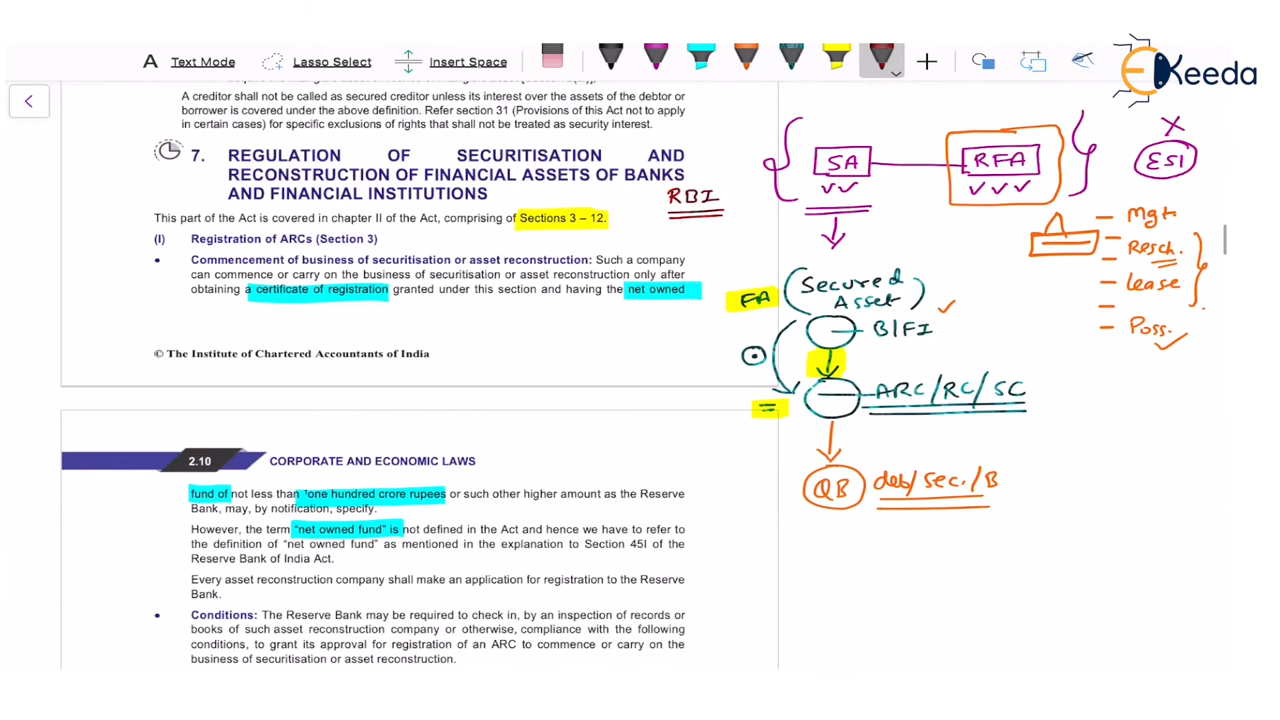 A Text Mode Lasso Select Insert Space
EKeeda
A creditor shall not be called as secured creditor unless its interest over the assets of the debtor or
borrower is covered under the above definition. Refer section 31 (Provisions of this Act not to apply
in certain cases) for specific exclusions of rights that shall not be treated as security interest.
7. REGULATION OF SECURITISATION AND
RECONSTRUCTION OF FINANCIAL ASSETS OF BANKS
AND FINANCIAL INSTITUTIONS
RBI
This part of the Act is covered in chapter II of the Act, comprising of Sections 3 – 12.
(I) Registration of ARCs (Section 3)
• Commencement of business of securitisation or asset reconstruction: Such a company
can commence or carry on the business of securitisation or asset reconstruction only after
obtaining a certificate of registration granted under this section and having the net owned
© The Institute of Chartered Accountants of India
2.10 CORPORATE AND ECONOMIC LAWS
fund of not less than ¹one hundred crore rupees or such other higher amount as the Reserve
Bank, may, by notification, specify.
However, the term “net owned fund” is not defined in the Act and hence we have to refer to
the definition of “net owned fund” as mentioned in the explanation to Section 45I of the
Reserve Bank of India Act.
Every asset reconstruction company shall make an application for registration to the Reserve
Bank.
• Conditions: The Reserve Bank may be required to check in, by an inspection of records or
books of such asset reconstruction company or otherwise, compliance with the following
conditions, to grant its approval for registration of an ARC to commence or carry on the
business of securitisation or asset reconstruction.
SA RFA ESI
– Mgt.
– Resch.
– Lease
–
– Poss.
FA (Secured
Asset)
B/FI
ARC/RC/SC
QB deb/sec./B